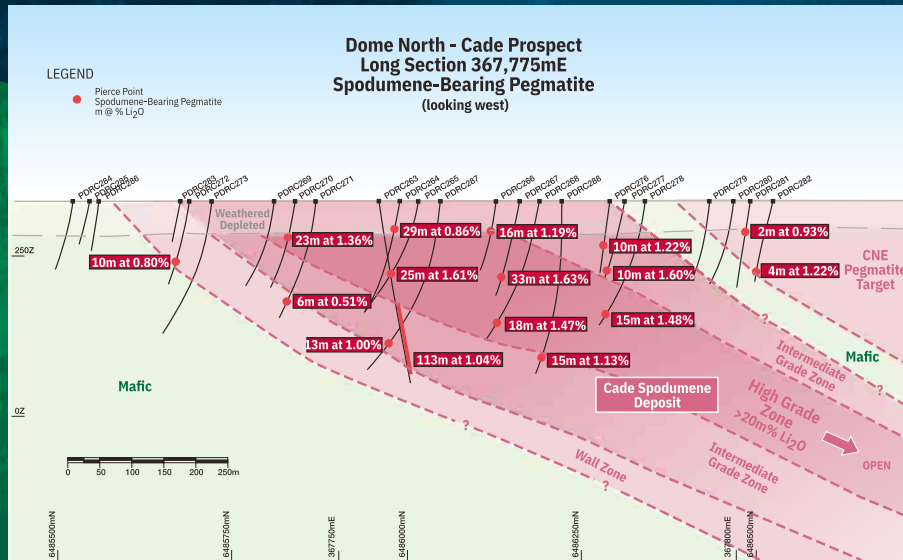 Dome North - Cade Prospect
Long Section 367,775mE
Spodumene-Bearing Pegmatite
(looking west)
LEGEND
Pierce Point
Spodumene-Bearing Pegmatite
m @ % Li2O
PDRC284
PDRC285
PDRC286
PDRC283
PDRC272
PDRC273
PDRC269
PDRC270
PDRC271
PDRC263
PDRC264
PDRC265
PDRC287
PDRC266
PDRC267
PDRC268
PDRC288
PDRC276
PDRC277
PDRC278
PDRC279
PDRC280
PDRC281
PDRC282
Weathered
Depleted
250Z
10m at 0.80%
23m at 1.36%
29m at 0.86%
16m at 1.19%
10m at 1.22%
2m at 0.93%
25m at 1.61%
33m at 1.63%
10m at 1.60%
4m at 1.22%
CNE
Pegmatite
Target
6m at 0.51%
18m at 1.47%
15m at 1.48%
13m at 1.00%
113m at 1.04%
15m at 1.13%
Mafic
Mafic
Cade Spodumene
Deposit
?
Intermediate
Grade Zone
?
High Grade
Zone
>20m% Li2O
OPEN
0Z
?
Wall Zone
?
Intermediate
Grade Zone
0 50 100 150 200 250m
6485500mN
6485750mN
367750mE
6486000mN
6486250mN
367800mE
6486500mN